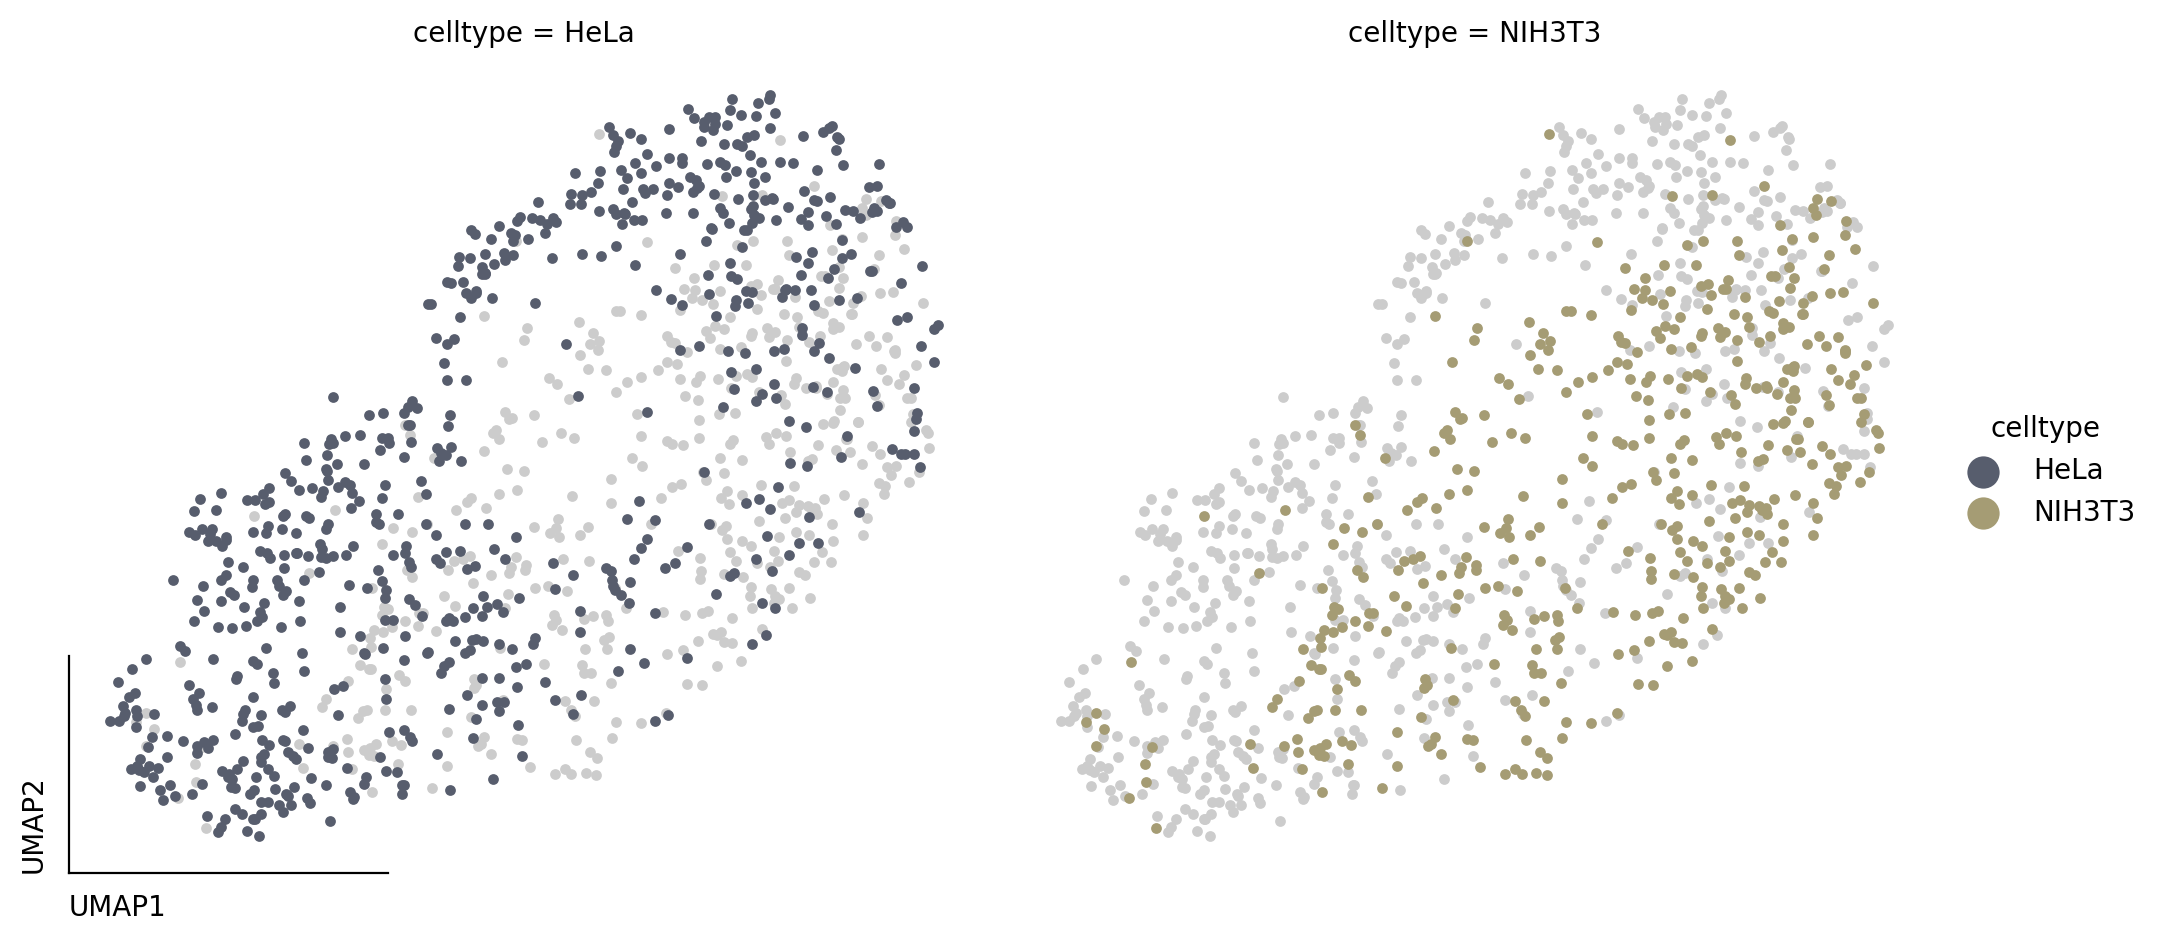 celltype = HeLa
celltype = NIH3T3
celltype
HeLa
NIH3T3
UMAP2
UMAP1